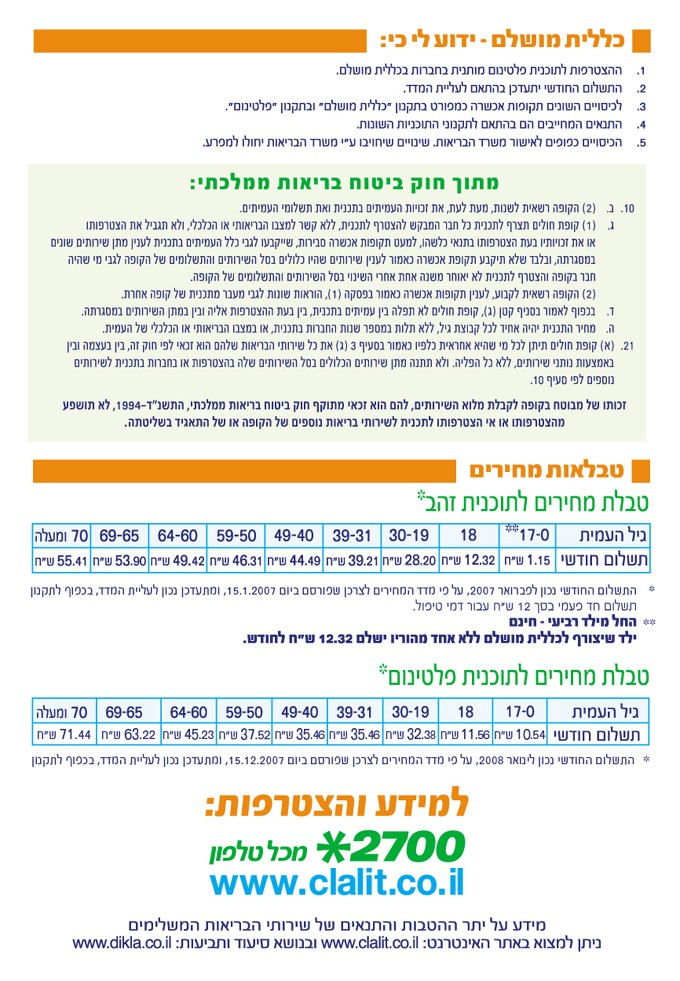 כללית מושלם - ידוע לי כי:
1. ההצטרפות לתוכנית פלטינום מותנית בחברות בכללית מושלם.
2. התשלום החודשי יתעדכן בהתאם לעליית המדד.
3. לכיסויים השונים תקופות אכשרה כמפורט בתקנון "כללית מושלם" ובתקנון "פלטינום".
4. התנאים המחייבים הם בהתאם לתקנוני התוכניות השונות.
5. הכיסויים כפופים לאישור משרד הבריאות. שינויים שיחויבו ע"י משרד הבריאות יחולו למפרע.
מתוך חוק ביטוח בריאות ממלכתי:
10. ב. (2) הקופה רשאית לשנות, מעת לעת, את זכויות העמיתים בתכנית ואת תשלומי העמיתים.
ג. (1) קופת חולים תצרף לתכנית כל חבר המבקש להצטרף לתכנית, ללא קשר למצבו הבריאותי או הכלכלי, ולא תגביל את הצטרפותו
או את זכויותיו בעת הצטרפותו בתנאי כלשהו, למעט תקופות אכשרה סבירות, שייקבעו לגבי כלל העמיתים בתכנית לענין מתן שירותים שונים
במסגרתה, ובלבד שלא תיקבע תקופת אכשרה כאמור לענין שירותים שהיו כלולים בסל השירותים והתשלומים של הקופה לגבי מי שהיה
חבר בקופה והצטרף לתכנית לא יאוחר משנה אחת אחרי השינוי בסל השירותים והתשלומים של הקופה.
(2) הקופה רשאית לקבוע, לענין תקופות אכשרה כאמור בפסקה (1), הוראות שונות לגבי מעבר מתכנית של קופה אחרת.
ד. בכפוף לאמור בסעיף קטן (ג), קופת חולים לא תפלה בין עמיתים בתכנית, בין בעת ההצטרפות אליה ובין במתן השירותים במסגרתה.
ה. מחיר התכנית יהיה אחיד לכל קבוצת גיל, ללא תלות במספר שנות החברות בתכנית, או במצבו הבריאותי או הכלכלי של העמית.
21. (א) קופת חולים תיתן לכל מי שהיא אחראית כלפיו כאמור בסעיף 3 (ג) את כל שירותי הבריאות שלהם הוא זכאי לפי חוק זה, בין בעצמה ובין
באמצעות נותני שירותים, ללא כל הפליה. ולא תתנה מתן שירותים הכלולים בסל השירותים שלה בהצטרפות או בחברות בתכנית לשירותים
נוספים לפי סעיף 10.
זכותו של מבוטח בקופה לקבלת מלוא השירותים, להם הוא זכאי מתוקף חוק ביטוח בריאות ממלכתי, התשנ"ד-1994, לא תושפע
מהצטרפותו או אי הצטרפותו לתכנית לשירותי בריאות נוספים של הקופה או של התאגיד בשליטתה.
טבלאות מחירים
טבלת מחירים לתוכנית זהב*
גיל העמית 17-0** 18 30-19 39-31 49-40 59-50 64-60 69-65 70 ומעלה
תשלום חודשי 1.15 ש"ח 12.32 ש"ח 28.20 ש"ח 39.21 ש"ח 44.49 ש"ח 46.31 ש"ח 49.42 ש"ח 53.90 ש"ח 55.41 ש"ח
* התשלום החודשי נכון לפברואר 2007, על פי מדד המחירים לצרכן שפורסם ביום 15.1.2007, ומתעדכן נכון לעליית המדד, בכפוף לתקנון
תשלום חד פעמי בסך 12 ש"ח עבור דמי טיפול.
** החל מילד רביעי - חינם
ילד שיצורף לכללית מושלם ללא אחד מהוריו ישלם 12.32 ש"ח לחודש.
טבלת מחירים לתוכנית פלטינום*
גיל העמית 17-0 18 30-19 39-31 49-40 59-50 64-60 69-65 70 ומעלה
תשלום חודשי 10.54 ש"ח 11.56 ש"ח 32.38 ש"ח 35.46 ש"ח 35.46 ש"ח 37.52 ש"ח 45.23 ש"ח 63.22 ש"ח 71.44 ש"ח
* התשלום החודשי נכון לינואר 2008, על פי מדד המחירים לצרכן שפורסם ביום 15.12.2007, ומתעדכן נכון לעליית המדד, בכפוף לתקנון
למידע והצטרפות:
2700* מכל טלפון
www.clalit.co.il
מידע על יתר ההטבות והתנאים של שירותי הבריאות המשלימים
ניתן למצוא באתר האינטרנט: www.clalit.co.il ובנושא סיעוד ותביעות: www.dikla.co.il